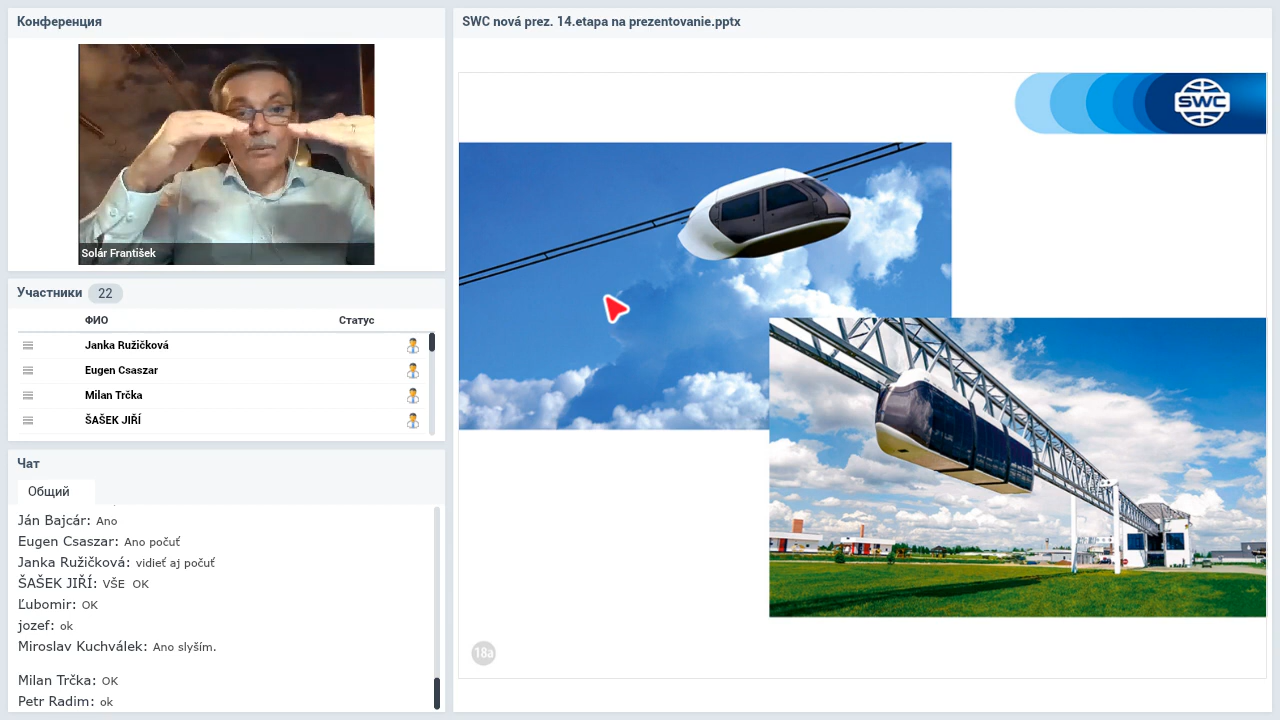 Конференция
Solár František
Участники 22
ФИО Статус
Janka Ružičková
Eugen Csaszar
Milan Trčka
ŠAŠEK JIŘÍ
Чат
Общий
Ján Bajcár: Ano
Eugen Csaszar: Ano počuť
Janka Ružičková: vidieť aj počuť
ŠAŠEK JIŘÍ: VŠE OK
Ľubomir: OK
jozef: ok
Miroslav Kuchválek: Ano slyším.
Milan Trčka: OK
Petr Radim: ok
SWC nová prez. 14.etapa na prezentovanie.pptx
SWC
18a